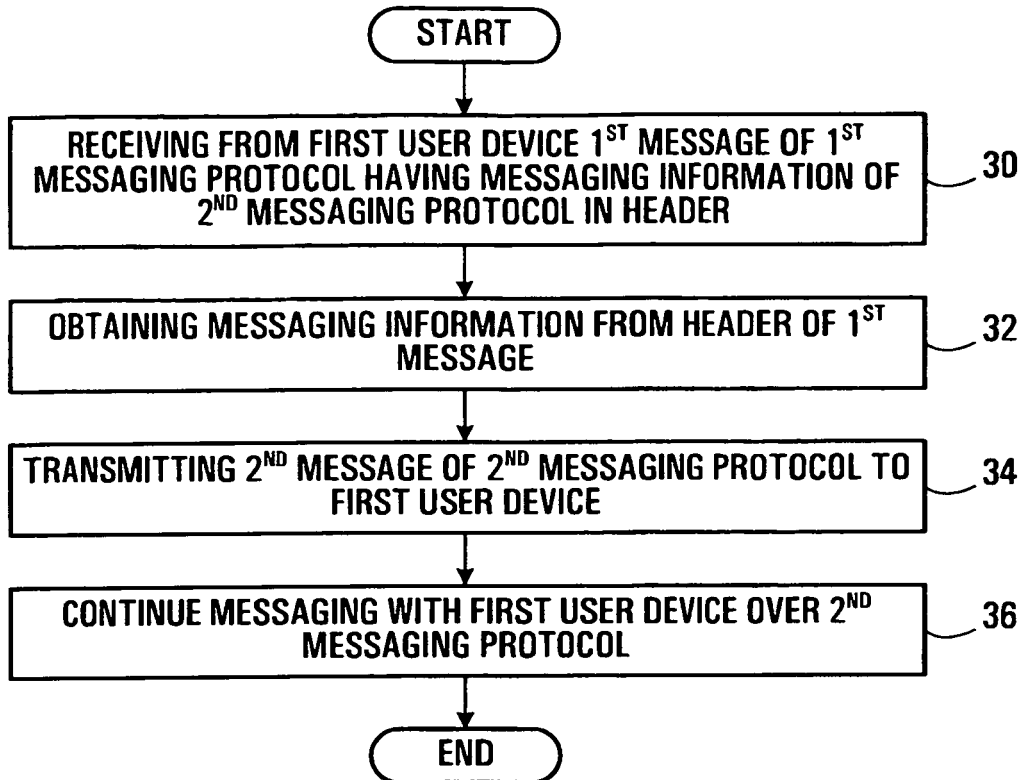 START
RECEIVING FROM FIRST USER DEVICE 1ST MESSAGE OF 1ST
MESSAGING PROTOCOL HAVING MESSAGING INFORMATION OF
2ND MESSAGING PROTOCOL IN HEADER
30
OBTAINING MESSAGING INFORMATION FROM HEADER OF 1ST
MESSAGE
32
TRANSMITTING 2ND MESSAGE OF 2ND MESSAGING PROTOCOL TO
FIRST USER DEVICE
34
CONTINUE MESSAGING WITH FIRST USER DEVICE OVER 2ND
MESSAGING PROTOCOL
36
END